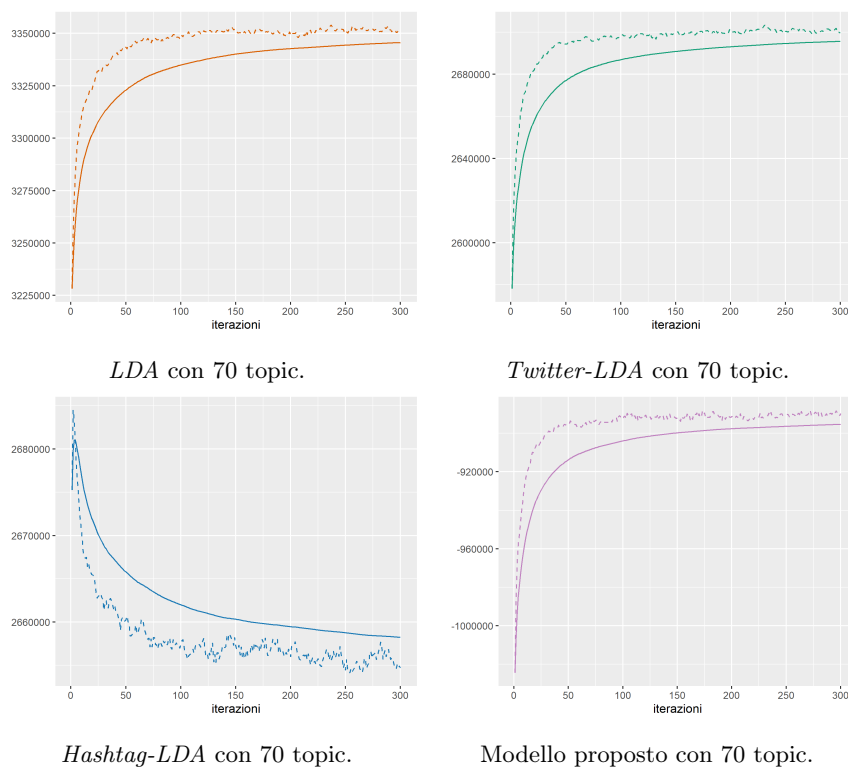 3350000
3325000
3300000
3275000
3250000
3225000
0 50 100 150 200 250 300
iterazioni
LDA con 70 topic.
2680000
2640000
2600000
0 50 100 150 200 250 300
iterazioni
Twitter-LDA con 70 topic.
2680000
2670000
2660000
0 50 100 150 200 250 300
iterazioni
Hashtag-LDA con 70 topic.
-920000
-960000
-1000000
0 50 100 150 200 250 300
iterazioni
Modello proposto con 70 topic.